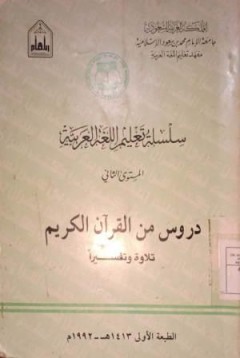 المملكة العربية السعودية
جامعة الإمام محمد بن سعود الإسلامية
معهد تعليم اللغة العربية
سلسلة تعليم اللغة العربية
المستوى الثاني
دروس من القرآن الكريم
تلاوة وتفسيراً
الطبعة الأولى ١٤١٣هـ - ١٩٩٢م